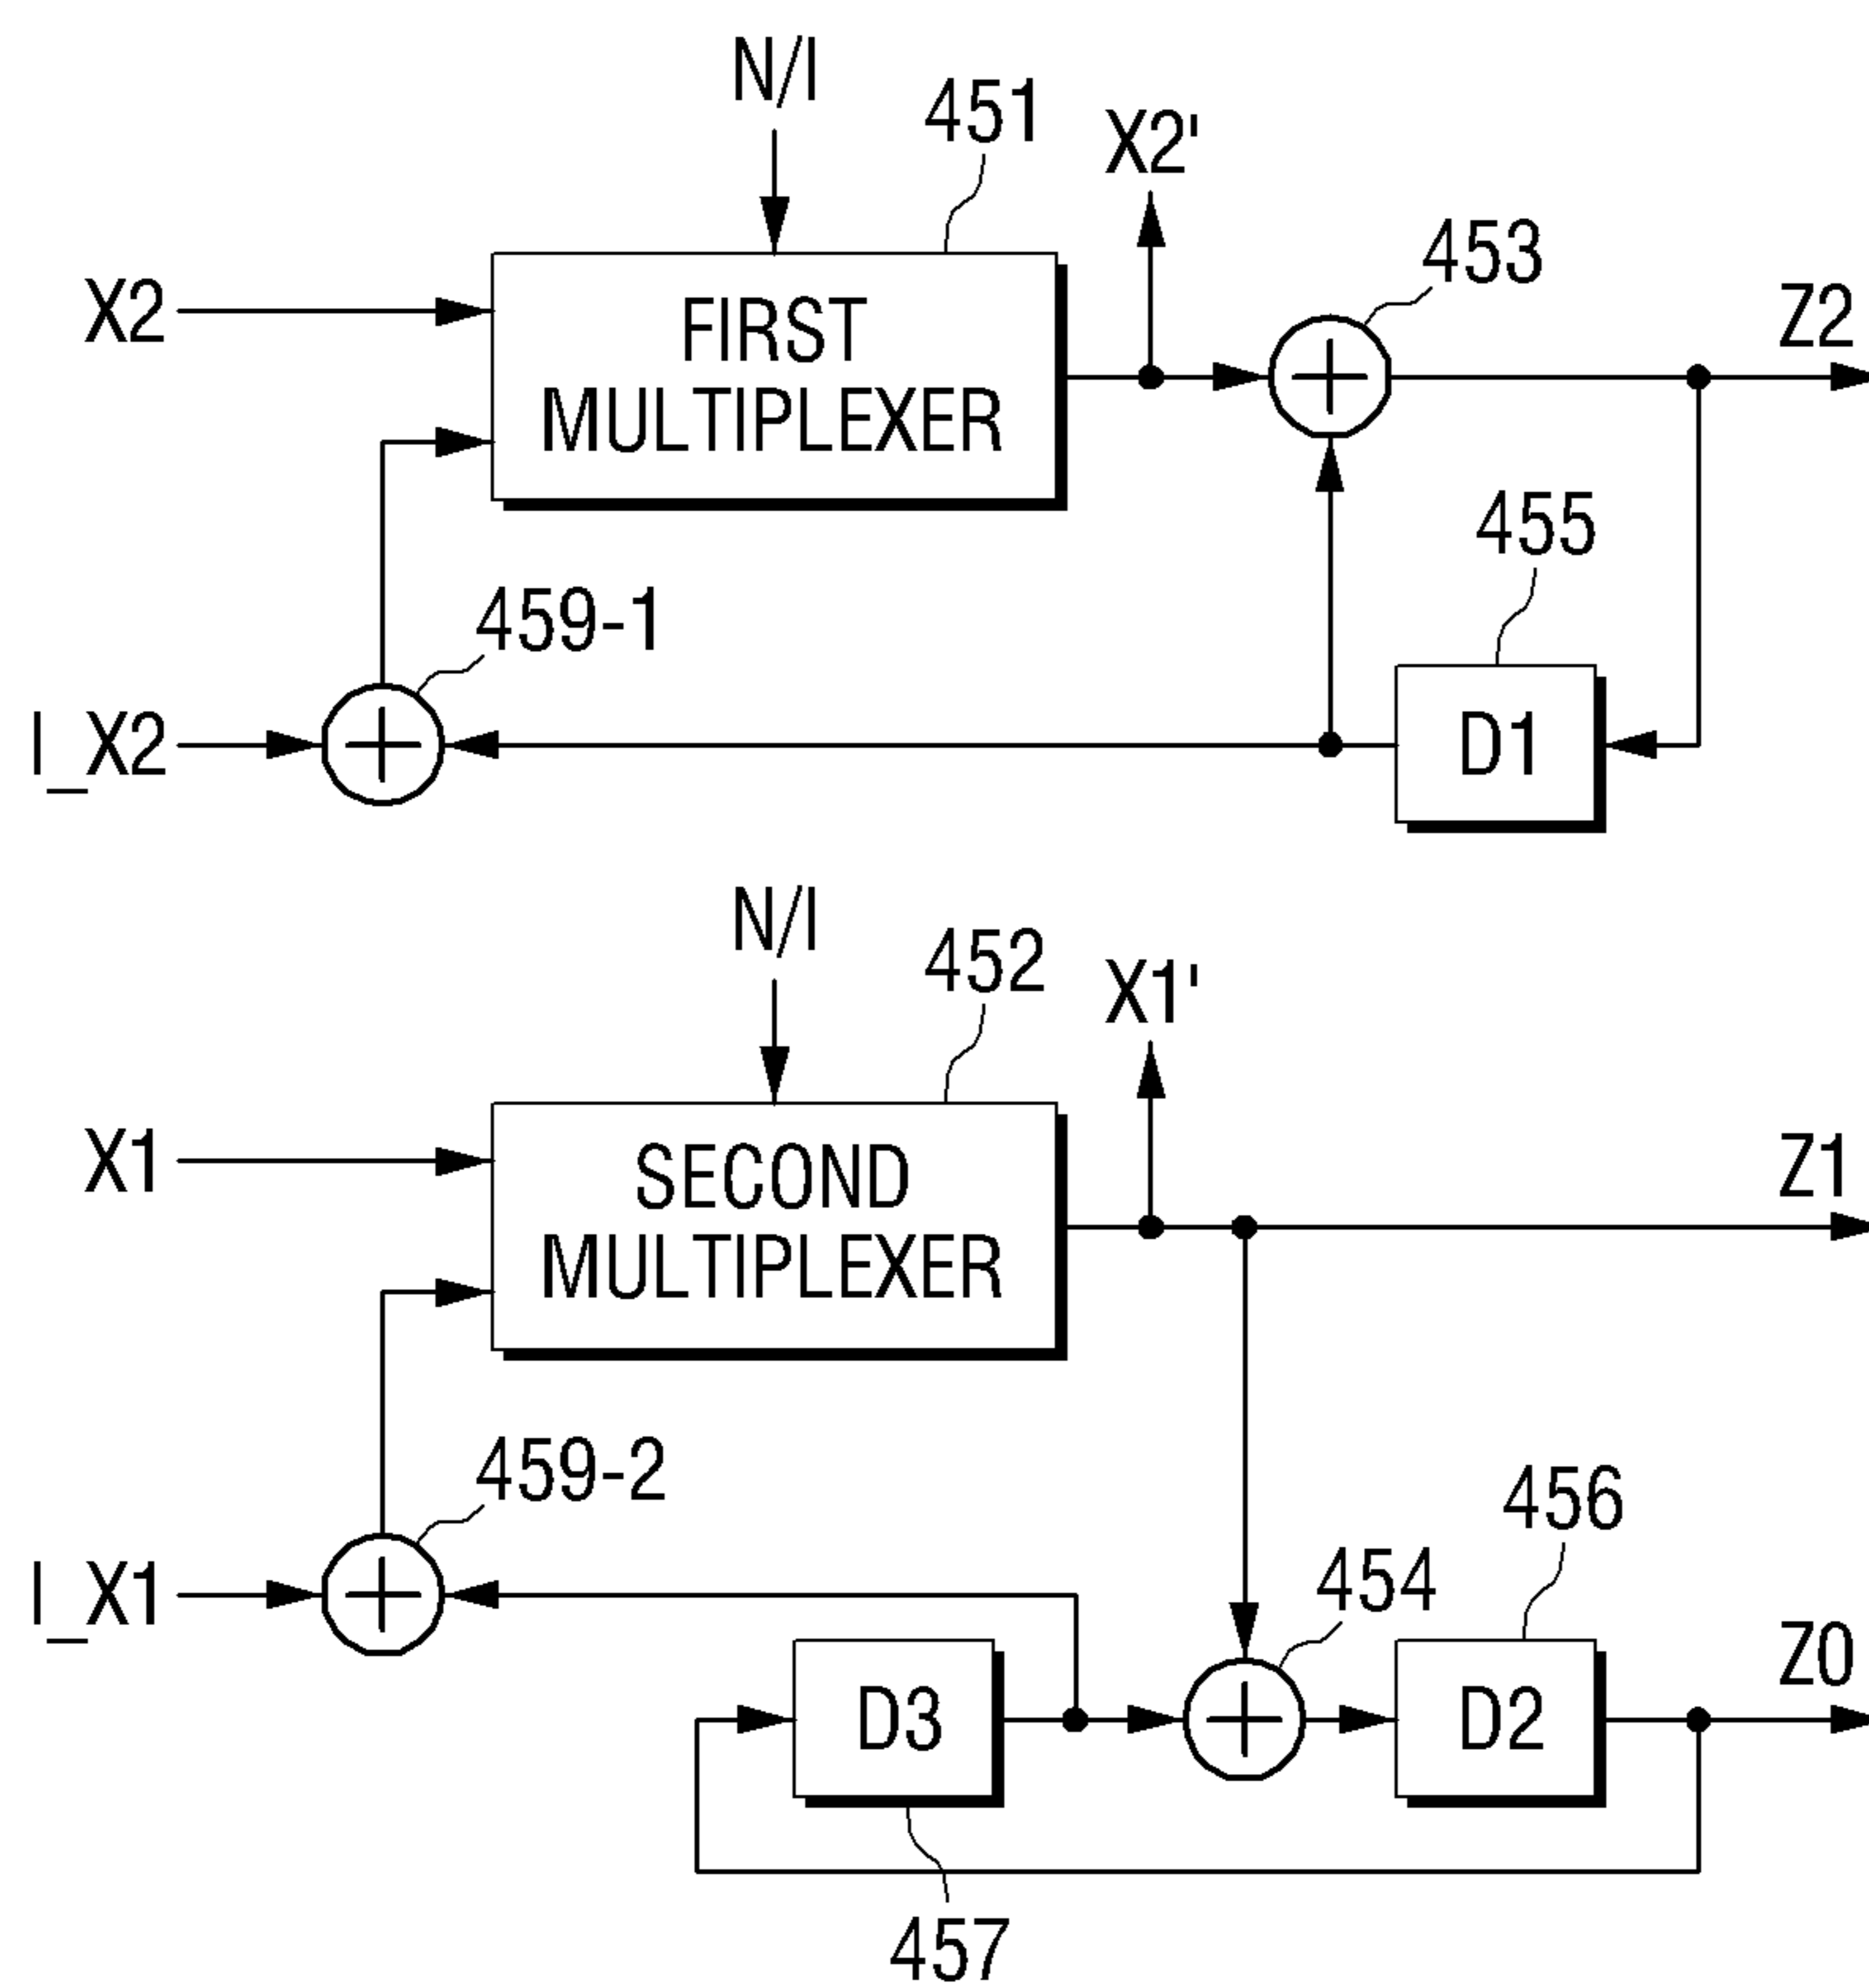 N/I
451
X2'
453
X2
FIRST
MULTIPLEXER
Z2
455
459-1
I_X2
D1
N/I
452
X1'
X1
SECOND
MULTIPLEXER
Z1
459-2
456
454
I_X1
D3
D2
Z0
457